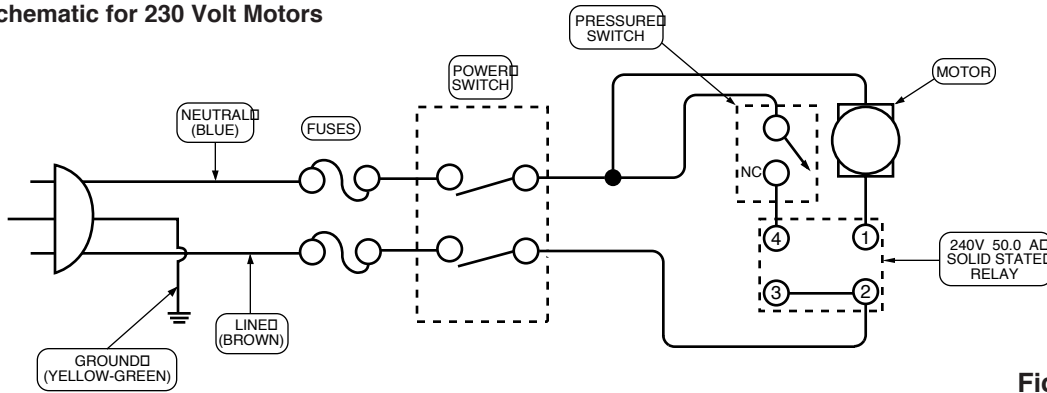 chematic for 230 Volt Motors
PRESSURE□
SWITCH
POWER□
SWITCH
MOTOR
NEUTRAL□
(BLUE)
FUSES
NC
4
1
240V 50.0 A□
SOLID STATE□
RELAY
3
2
LINE□
(BROWN)
GROUND□
(YELLOW-GREEN)